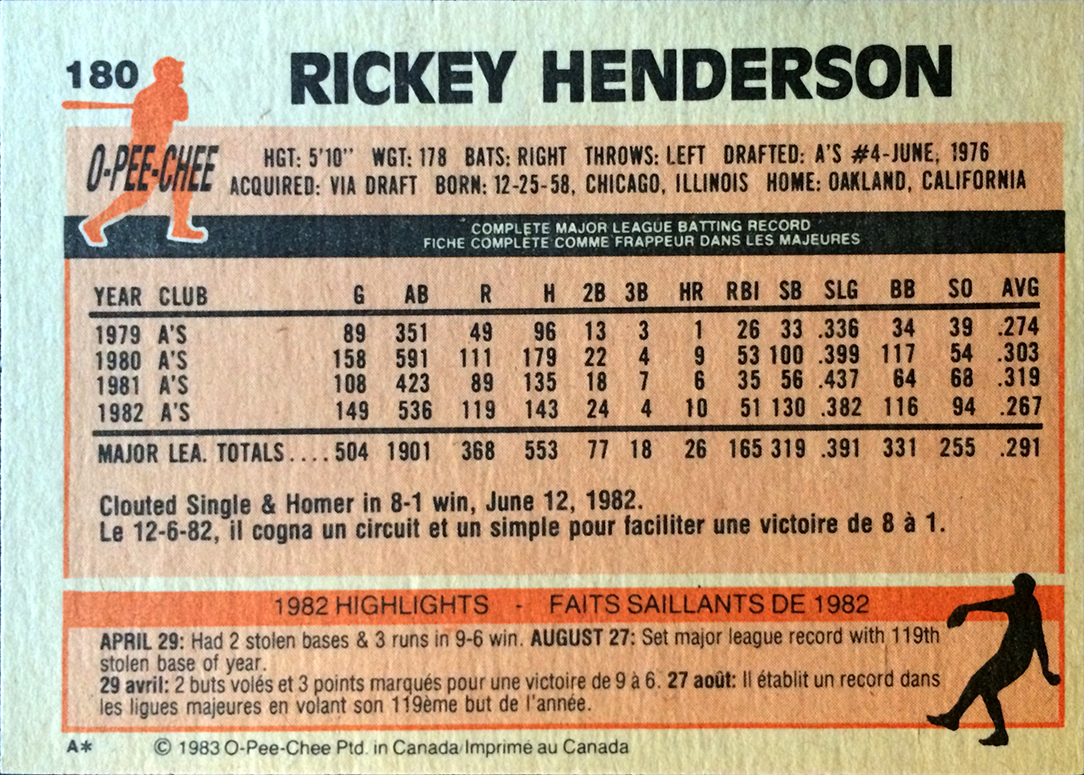 180
RICKEY HENDERSON
O-PEE-CHEE
HGT: 5'10" WGT: 178 BATS: RIGHT THROWS: LEFT DRAFTED: A'S #4-JUNE, 1976
ACQUIRED: VIA DRAFT BORN: 12-25-58, CHICAGO, ILLINOIS HOME: OAKLAND, CALIFORNIA
COMPLETE MAJOR LEAGUE BATTING RECORD
FICHE COMPLÈTE COMME FRAPPEUR DANS LES MAJEURES
YEAR CLUB G AB R H 2B 3B HR RBI SB SLG BB SO AVG
1979 A'S 89 351 49 96 13 3 1 26 33 .336 34 39 .274
1980 A'S 158 591 111 179 22 4 9 53 100 .399 117 54 .303
1981 A'S 108 423 89 135 18 7 6 35 56 .437 64 68 .319
1982 A'S 149 536 119 143 24 4 10 51 130 .382 116 94 .267
MAJOR LEA. TOTALS....504 1901 368 553 77 18 26 165 319 .391 331 255 .291
Clouted Single & Homer in 8-1 win, June 12, 1982.
Le 12-6-82, il cogna un circuit et un simple pour faciliter une victoire de 8 à 1.
1982 HIGHLIGHTS - FAITS SAILLANTS DE 1982
APRIL 29: Had 2 stolen bases & 3 runs in 9-6 win. AUGUST 27: Set major league record with 119th
stolen base of year.
29 avril: 2 buts volés et 3 points marqués pour une victoire de 9 à 6. 27 août: Il établit un record dans
les ligues majeures en volant son 119ème but de l'année.
A* © 1983 O-Pee-Chee Ptd. in Canada/Imprimé au Canada